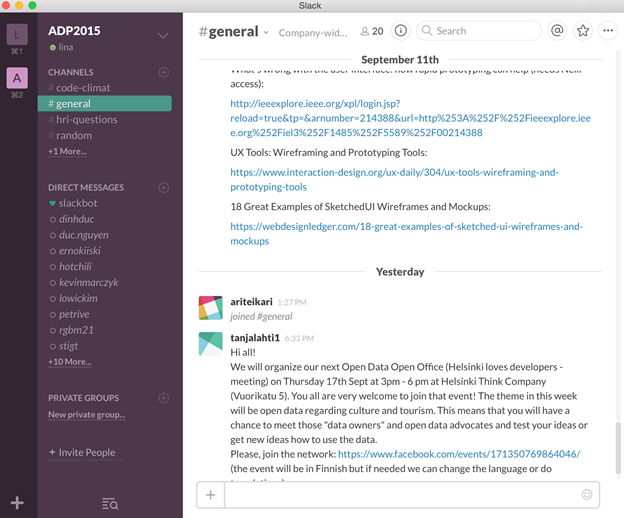 Slack
L
⌘1
A
⌘2
ADP2015
lina
CHANNELS
# code-climat
# general
# hri-questions
# random
+1 More...
DIRECT MESSAGES
slackbot
dinhduc
duc.nguyen
ernokiiski
hotchili
kevinmarczyk
lowickim
petrive
rgbm21
stigt
+10 More...
PRIVATE GROUPS
New private group...
+ Invite People
#general
Company-wid...
20
Search
September 11th
What's wrong with the user interface: how rapid prototyping can help (needs Nelli
access):
http://ieeexplore.ieee.org/xpl/login.jsp?
reload=true&tp=&arnumber=214388&url=http%253A%252F%252Fieeexplore.iee
e.org%252Fiel3%252F1485%252F5589%252F00214388
UX Tools: Wireframing and Prototyping Tools:
https://www.interaction-design.org/ux-daily/304/ux-tools-wireframing-and-
prototyping-tools
18 Great Examples of SketchedUI Wireframes and Mockups:
https://webdesignledger.com/18-great-examples-of-sketched-ui-wireframes-and-
mockups
Yesterday
ariteikari 1:27 PM
joined #general
tanjalahti1 6:33 PM
Hi all!
We will organize our next Open Data Open Office (Helsinki loves developers -
meeting) on Thursday 17th Sept at 3pm - 6 pm at Helsinki Think Company
(Vuorikatu 5). You all are very welcome to join that event! The theme in this week
will be open data regarding culture and tourism. This means that you will have a
chance to meet those "data owners" and open data advocates and test your ideas or
get new ideas how to use the data.
Please, join the network: https://www.facebook.com/events/171350769864046/
(the event will be in Finnish but if needed we can change the language or do